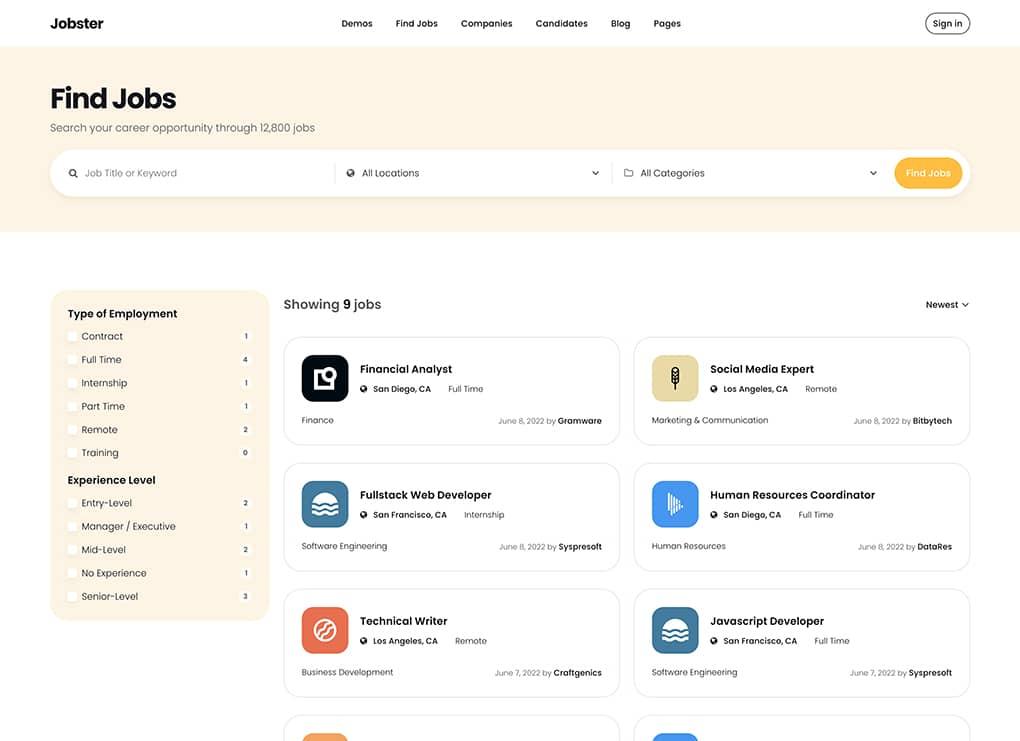 Jobster
Demos Find Jobs Companies Candidates Blog Pages
Sign in
Find Jobs
Search your career opportunity through 12,800 jobs
Job Title or Keyword All Locations All Categories Find Jobs
Type of Employment
Contract 1
Full Time 4
Internship 1
Part Time 1
Remote 2
Training 0
Experience Level
Entry-Level 2
Manager / Executive 1
Mid-Level 2
No Experience 1
Senior-Level 3
Showing 9 jobs
Newest
Financial Analyst
San Diego, CA Full Time
Finance June 8, 2022 by Gramware
Social Media Expert
Los Angeles, CA Remote
Marketing & Communication June 8, 2022 by Bitbytech
Fullstack Web Developer
San Francisco, CA Internship
Software Engineering June 8, 2022 by Syspresoft
Human Resources Coordinator
San Diego, CA Full Time
Human Resources June 8, 2022 by DataRes
Technical Writer
Los Angeles, CA Remote
Business Development June 7, 2022 by Craftgenics
Javascript Developer
San Francisco, CA Full Time
Software Engineering June 7, 2022 by Syspresoft